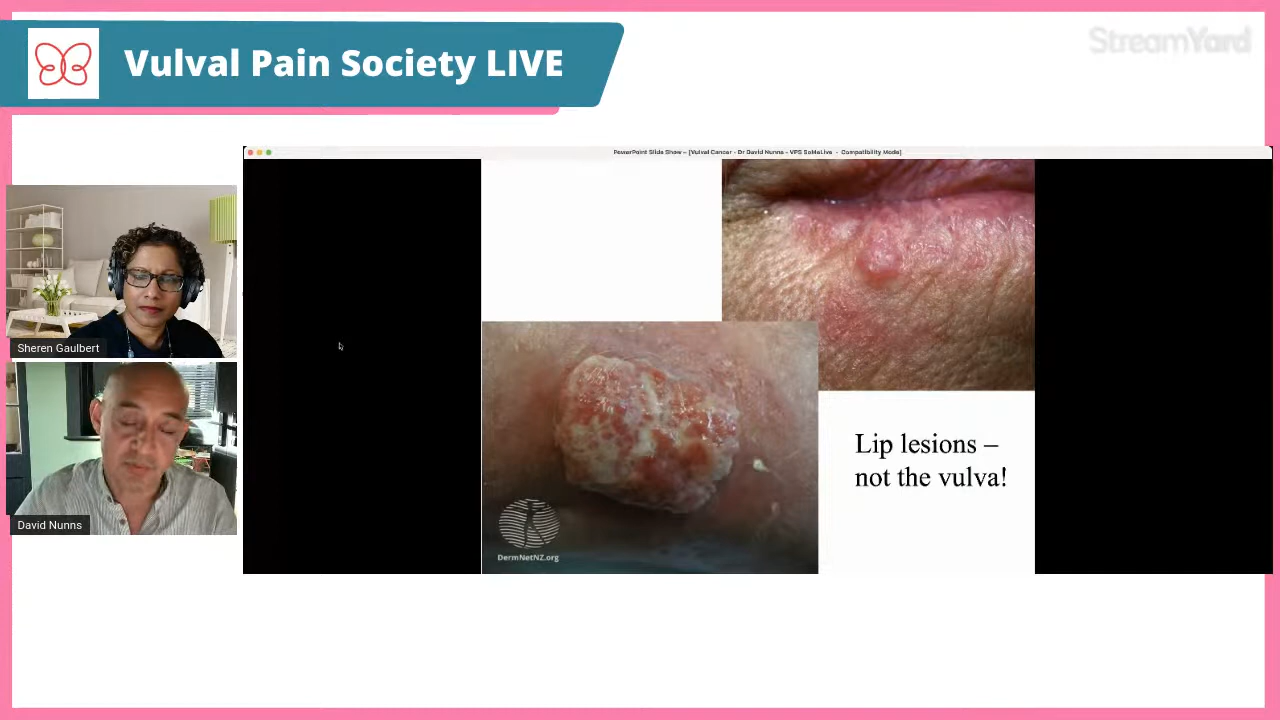 Vulval Pain Society LIVE
StreamYard
PowerPoint Slide Show – [Vulval Cancer - Dr David Nunns - VPS SoMeLive - Compatibility Mode]
Sheren Gaulbert
David Nunns
Lip lesions –
not the vulva!
DermNetNZ.org